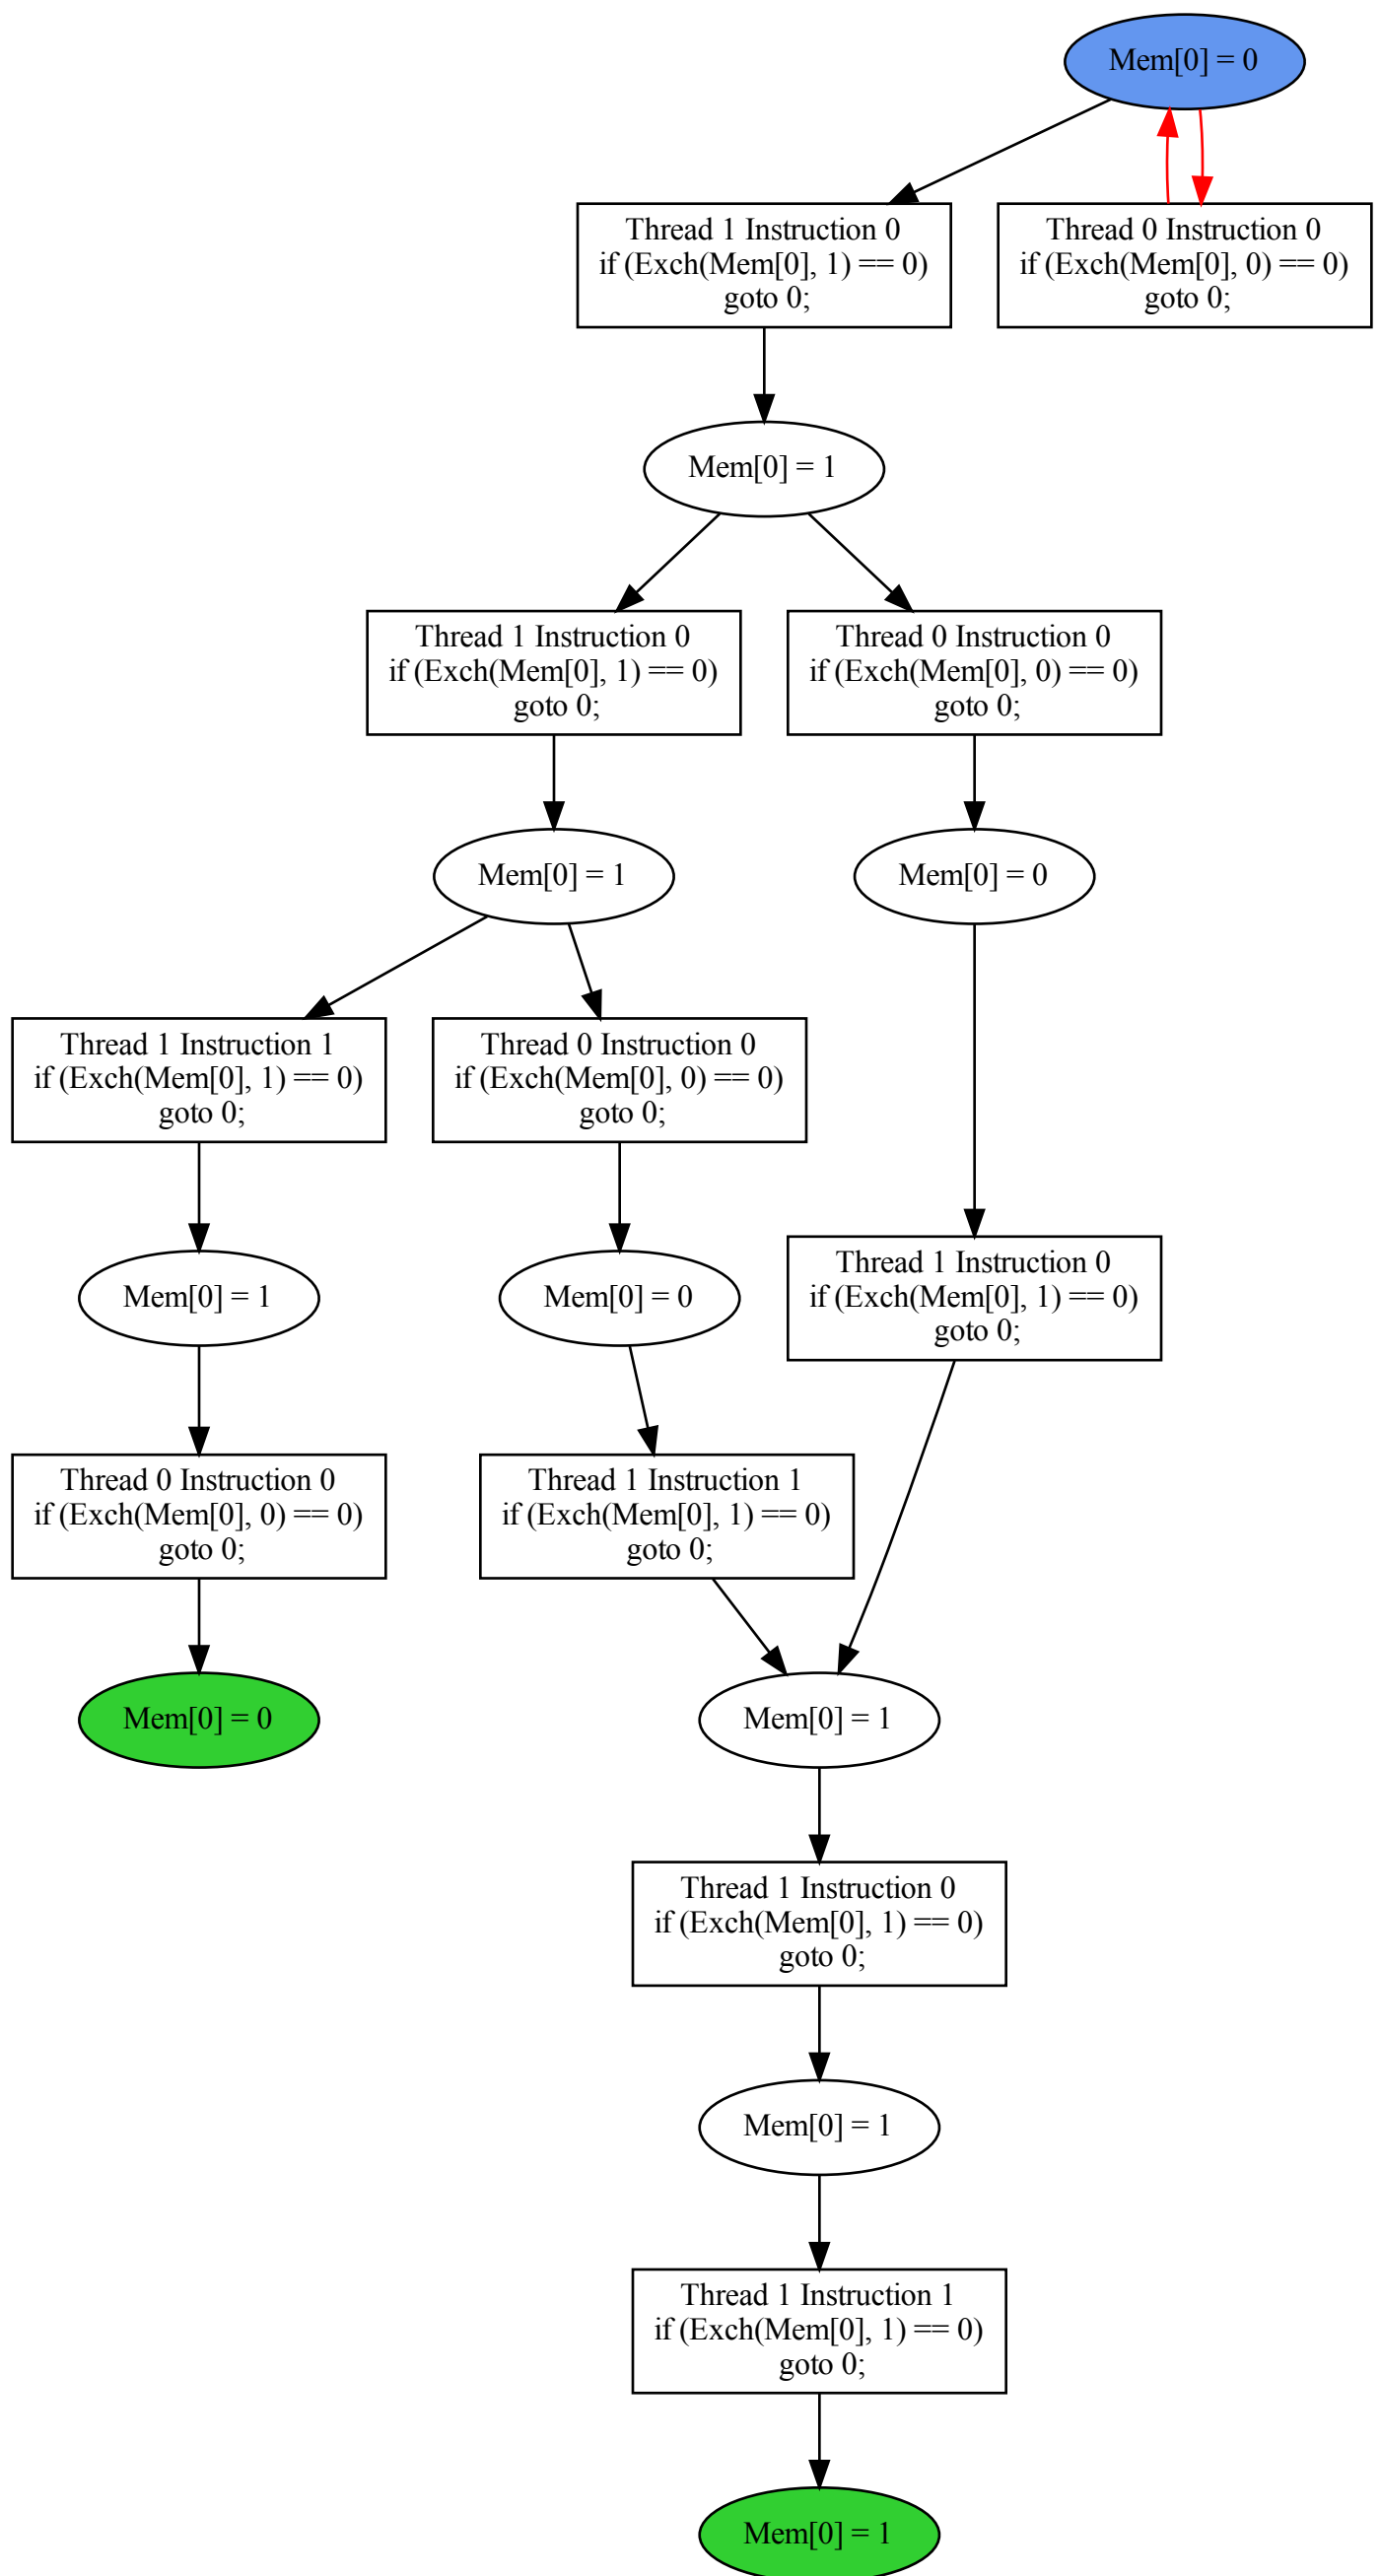 Mem[0] = 0
Thread 1 Instruction 0
if (Exch(Mem[0], 1) == 0)
goto 0;
Thread 0 Instruction 0
if (Exch(Mem[0], 0) == 0)
goto 0;
Mem[0] = 1
Thread 1 Instruction 0
if (Exch(Mem[0], 1) == 0)
goto 0;
Thread 0 Instruction 0
if (Exch(Mem[0], 0) == 0)
goto 0;
Mem[0] = 1
Mem[0] = 0
Thread 1 Instruction 1
if (Exch(Mem[0], 1) == 0)
goto 0;
Thread 0 Instruction 0
if (Exch(Mem[0], 0) == 0)
goto 0;
Mem[0] = 1
Mem[0] = 0
Thread 1 Instruction 0
if (Exch(Mem[0], 1) == 0)
goto 0;
Thread 0 Instruction 0
if (Exch(Mem[0], 0) == 0)
goto 0;
Thread 1 Instruction 1
if (Exch(Mem[0], 1) == 0)
goto 0;
Mem[0] = 0
Mem[0] = 1
Thread 1 Instruction 0
if (Exch(Mem[0], 1) == 0)
goto 0;
Mem[0] = 1
Thread 1 Instruction 1
if (Exch(Mem[0], 1) == 0)
goto 0;
Mem[0] = 1